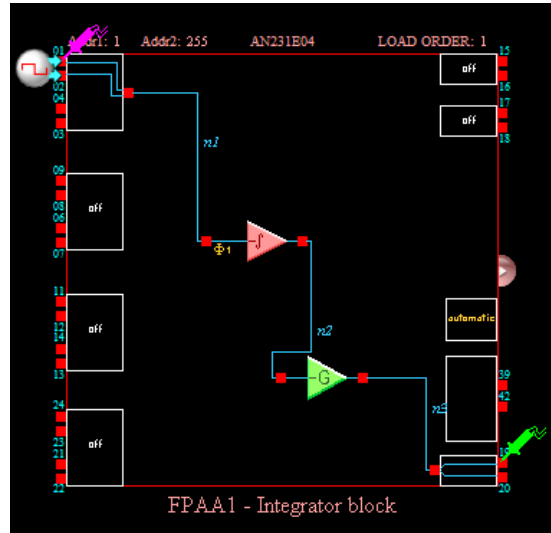 Addr1: 1 Addr2: 255 AN231E04 LOAD ORDER: 1
01
15
off
16
02
04
17
off
03
18
n1
09
off
08
06
Φ1
-∫
07
11
automatic
n2
off
12
14
13
-G
39
24
42
n3
off
23
21
19
22
20
FPAA1 - Integrator block